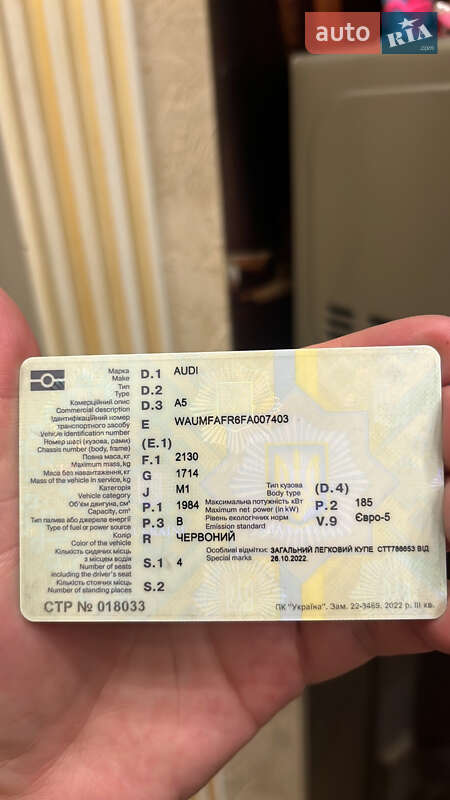 auto RIA.com
Марка D.1 AUDI
Make
Тип D.2
Type
Комерційний опис D.3 A5
Commercial description
Ідентифікаційний номер
транспортного засобу E WAUMFAFR6FA007403
Vehicle identification number
Номер шасі (кузова, рами) (E.1)
Chassis number (body, frame)
Повна маса, кг F.1 2130
Maximum mass, kg
Маса без навантаження, кг G 1714
Mass of the vehicle in service, kg
Категорія J M1 Тип кузова (D.4)
Vehicle category Body type
Об'єм двигуна, см³ P.1 1984 Максимальна потужність кВт P.2 185
Capacity, cm³ Maximum net power (in kW)
Тип палива або джерела енергії P.3 B Рівень екологічних норм V.9 Євро-5
Type of fuel or power source Emission standard
Колір R ЧЕРВОНИЙ
Color of the vehicle
Кількість сидячих місць Особливі відмітки: ЗАГАЛЬНИЙ ЛЕГКОВИЙ КУПЕ СТТ786653 ВІД
з місцем водія Special marks 26.10.2022.
Number of seats S.1 4
including the driver's seat
Кількість стоячих місць S.2
Number of standing places
СТР № 018033 ПК "Україна". Зам. 22-3469. 2022 р. III кв.